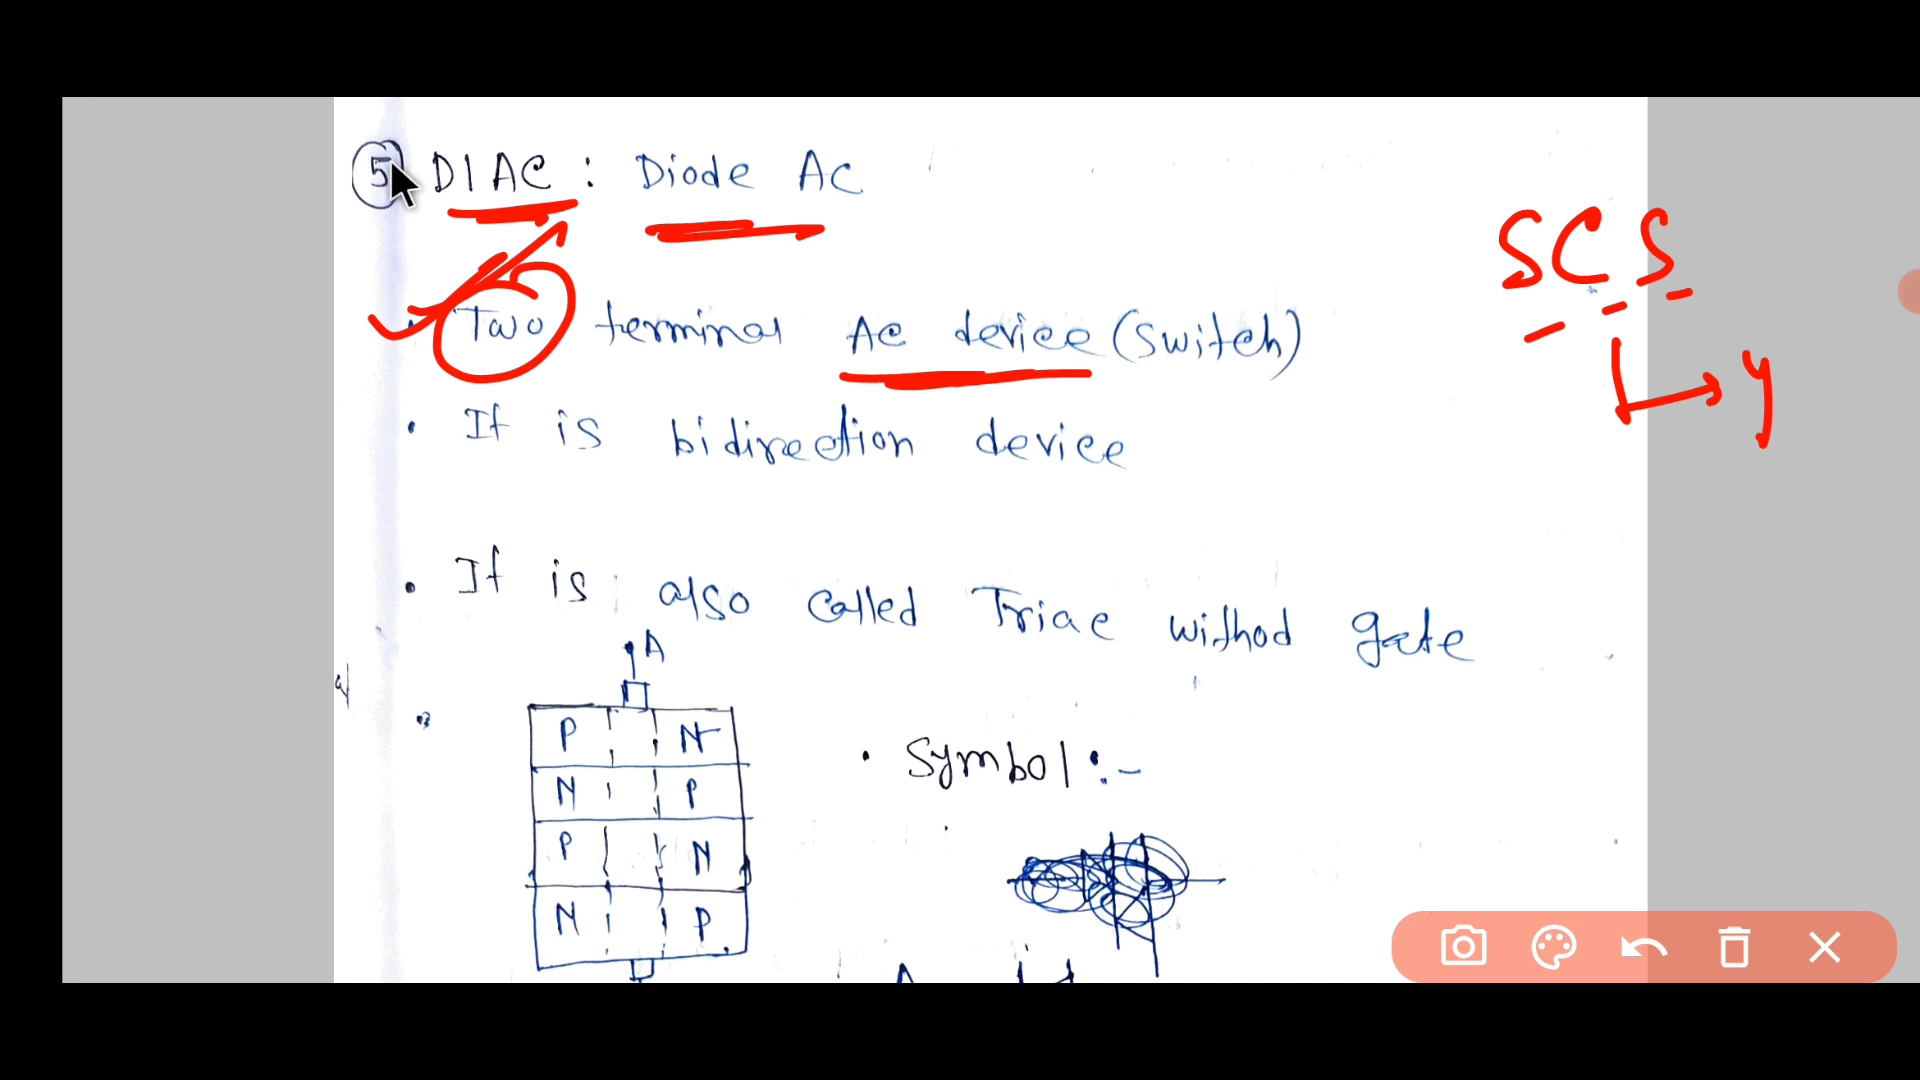 5 DIAC : Diode AC
SCS
Two terminal AC device (switch)
4
• It is bidirection device
• It is also called Triac withod gate
A
P N
N P
P N
N P
• Symbol :-